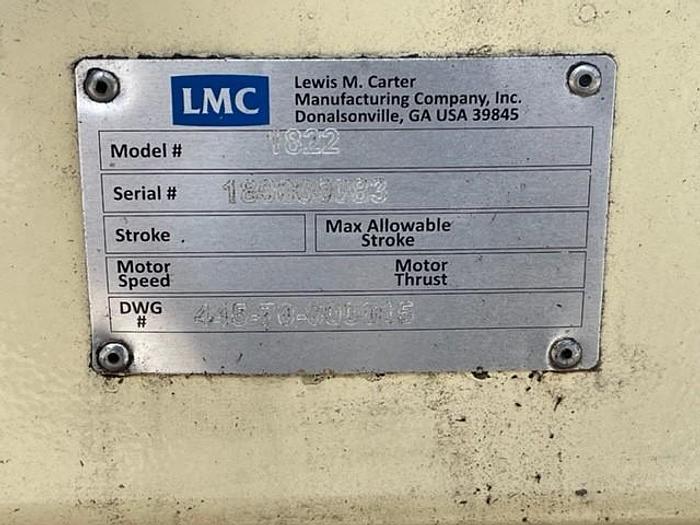 LMC
Lewis M. Carter
Manufacturing Company, Inc.
Donalsonville, GA USA 39845
Model # 1822
Serial #
Stroke
Max Allowable
Stroke
Motor
Speed
Motor
Thrust
DWG
#